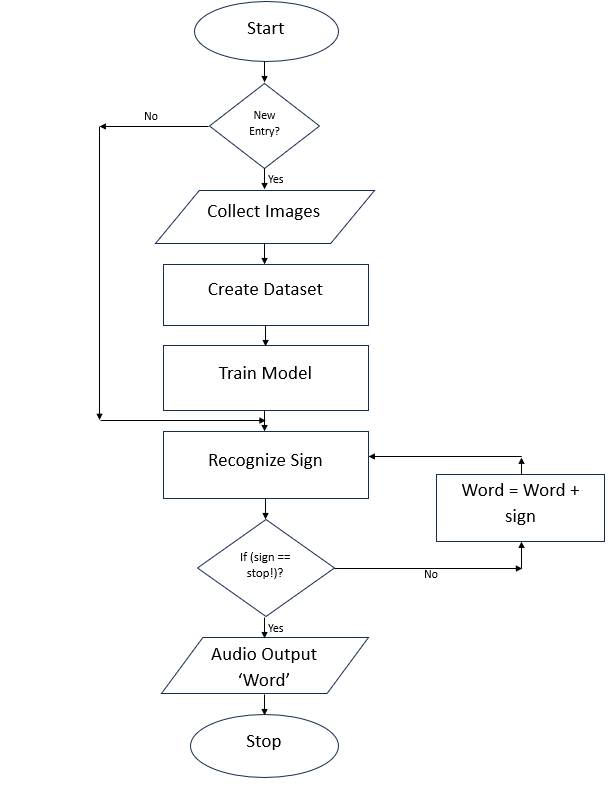 Start
New
Entry?
No
Yes
Collect Images
Create Dataset
Train Model
Recognize Sign
Word = Word +
sign
If (sign ==
stop!)?
No
Yes
Audio Output
‘Word’
Stop